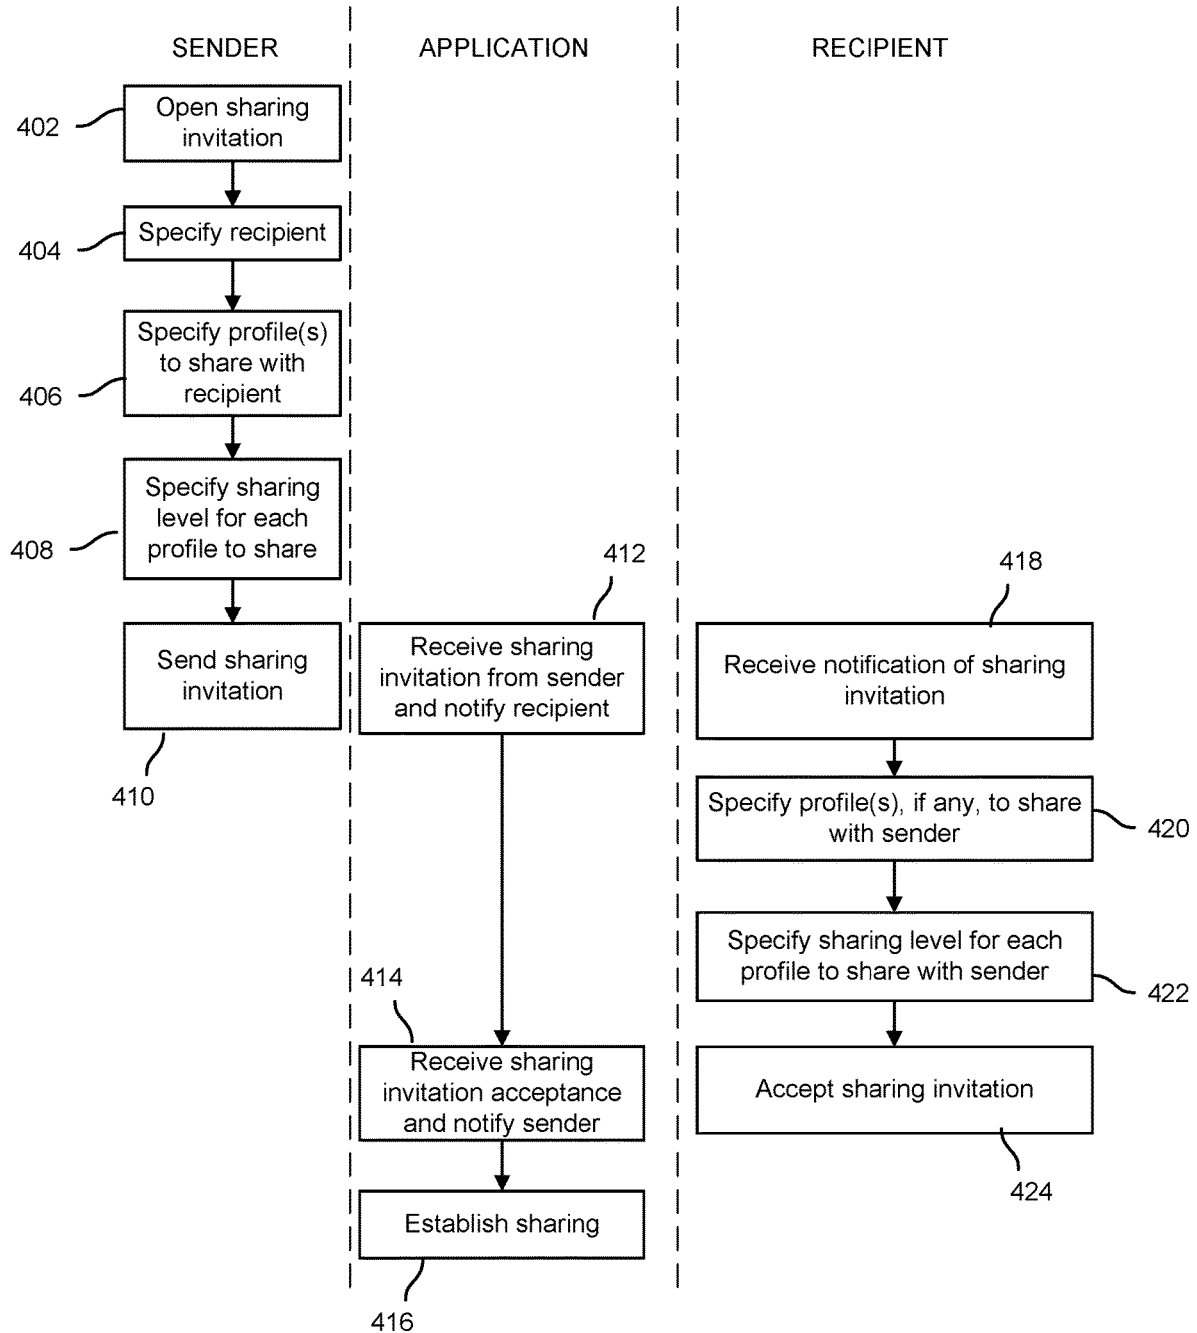 SENDER
APPLICATION
RECIPIENT
402
Open sharing
invitation
404
Specify recipient
406
Specify profile(s)
to share with
recipient
408
Specify sharing
level for each
profile to share
Send sharing
invitation
410
412
Receive sharing
invitation from sender
and notify recipient
414
Receive sharing
invitation acceptance
and notify sender
Establish sharing
416
418
Receive notification of sharing
invitation
Specify profile(s), if any, to share
with sender
420
Specify sharing level for each
profile to share with sender
422
Accept sharing invitation
424